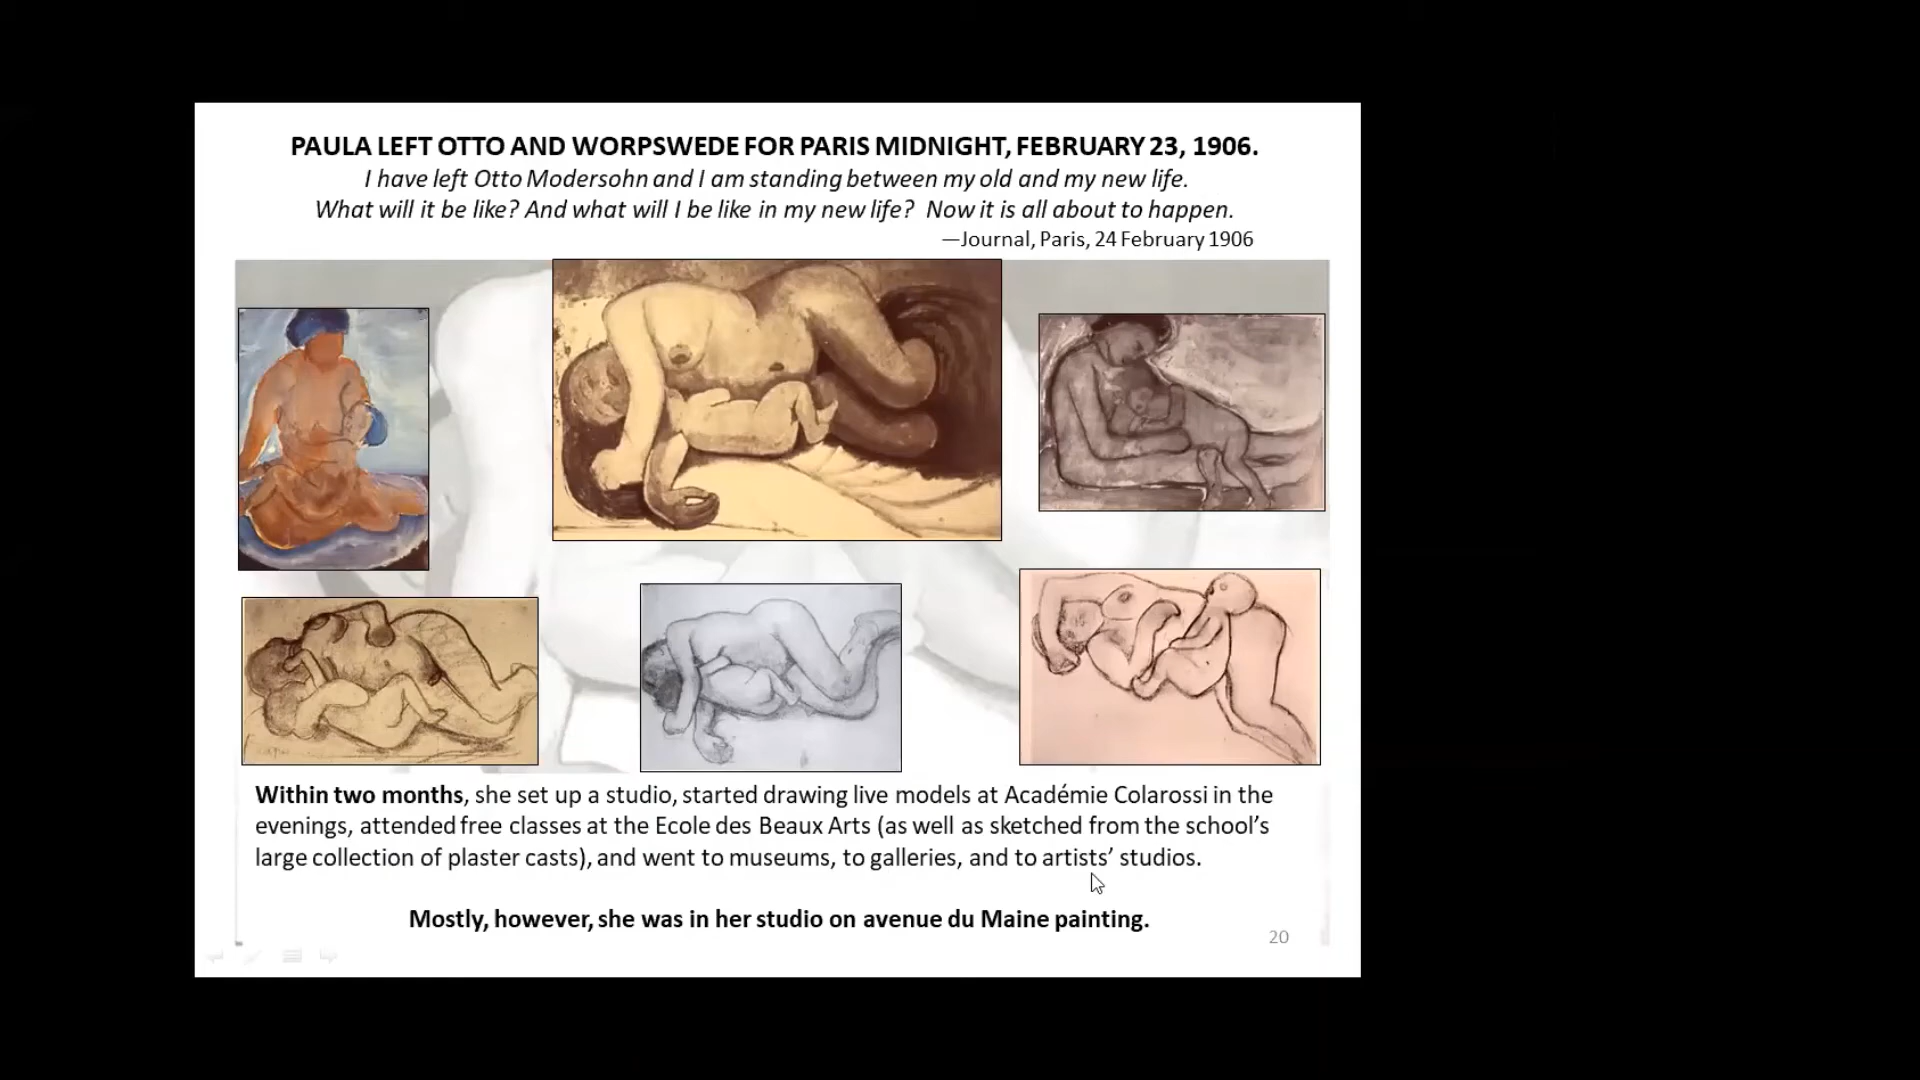 PAULA LEFT OTTO AND WORPSWEDE FOR PARIS MIDNIGHT, FEBRUARY 23, 1906.
I have left Otto Modersohn and I am standing between my old and my new life.
What will it be like? And what will I be like in my new life? Now it is all about to happen.
—Journal, Paris, 24 February 1906
Within two months, she set up a studio, started drawing live models at Académie Colarossi in the
evenings, attended free classes at the Ecole des Beaux Arts (as well as sketched from the school’s
large collection of plaster casts), and went to museums, to galleries, and to artists’ studios.
Mostly, however, she was in her studio on avenue du Maine painting.
20